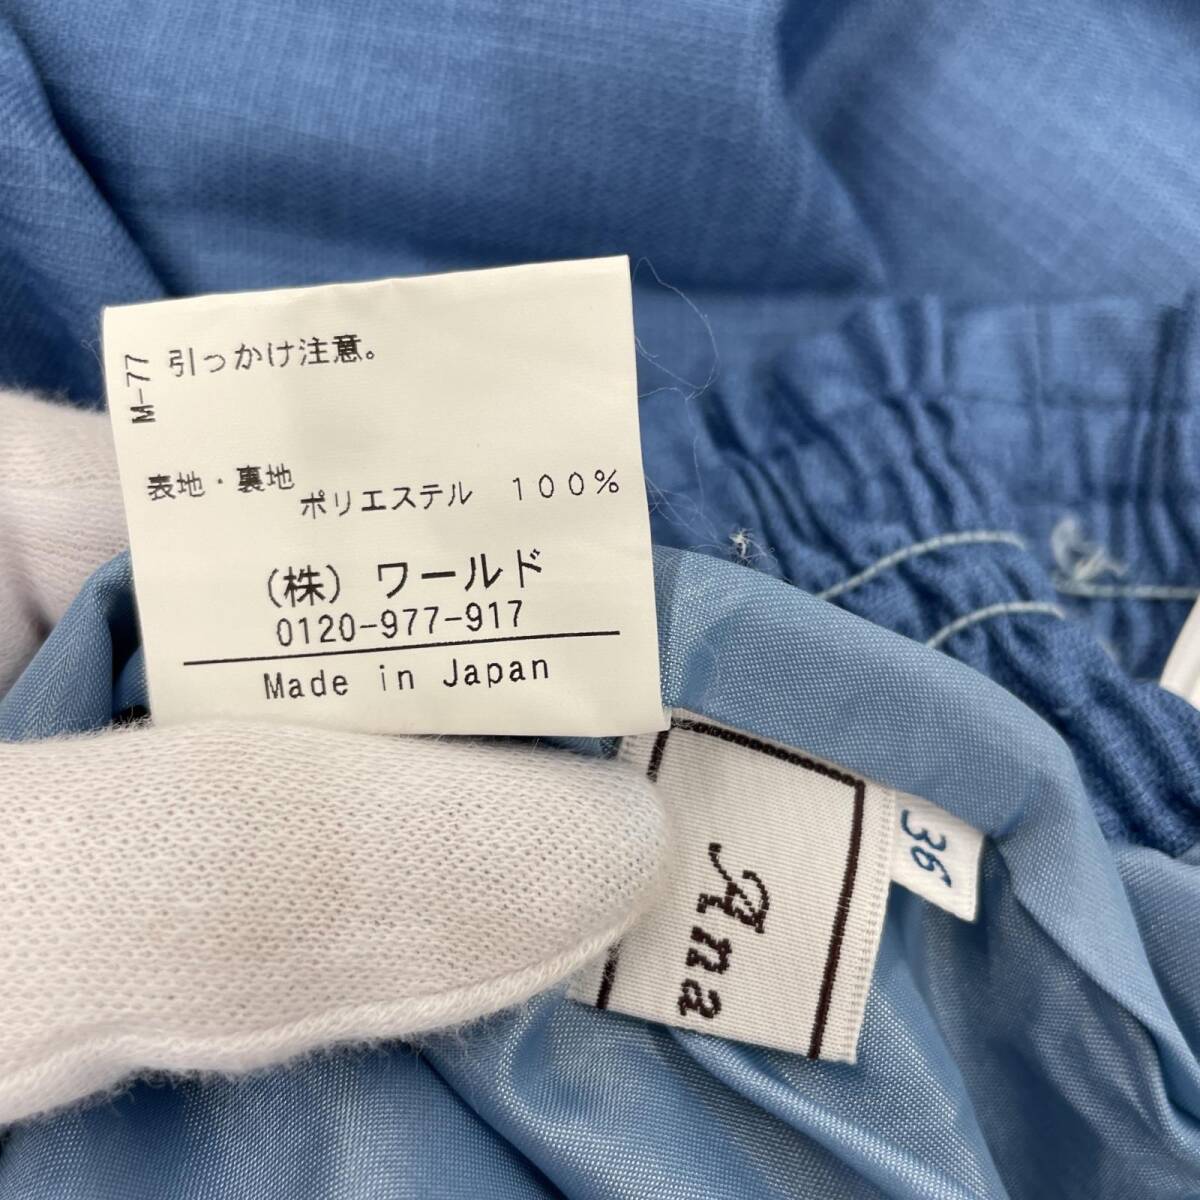 M-77
引っかけ注意。
表地・裏地
ポリエステル 100%
(株) ワールド
0120-977-917
Made in Japan
36
Ana